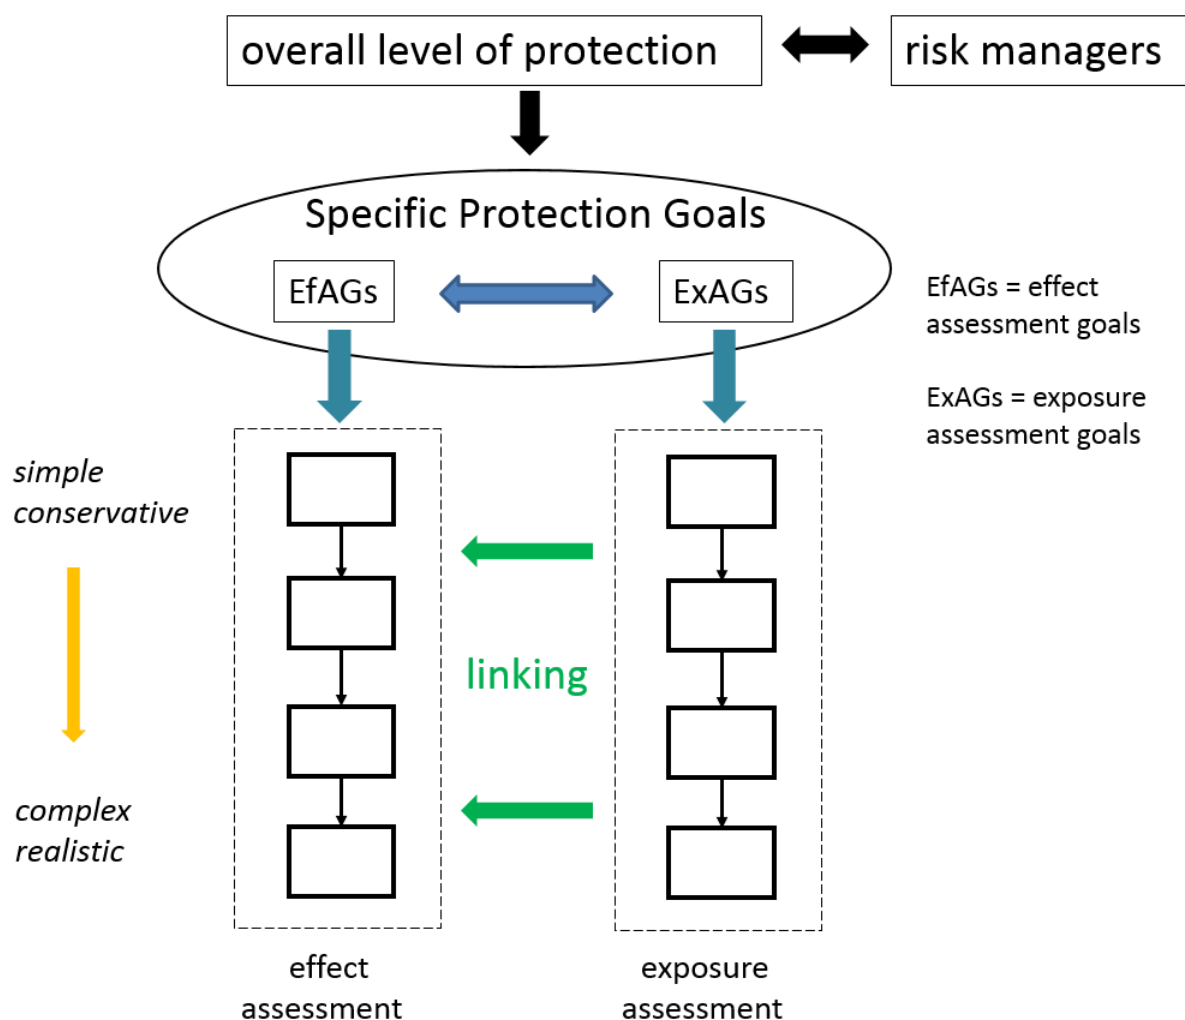 overall level of protection
risk managers
Specific Protection Goals
EfAGs
ExAGs
EfAGs = effect
assessment goals
ExAGs = exposure
assessment goals
simple
conservative
linking
complex
realistic
effect
assessment
exposure
assessment